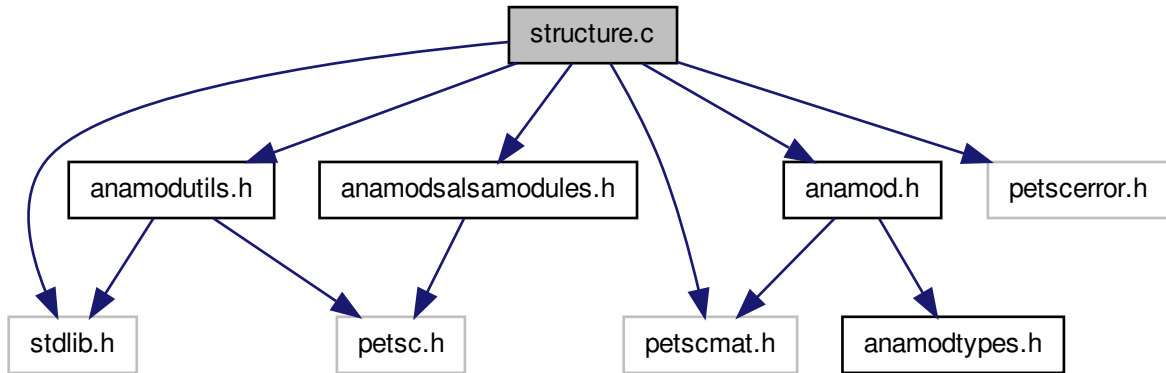 structure.c
anamodutils.h
anamodsalsamodules.h
anamod.h
petscerror.h
stdlib.h
petsc.h
petscmat.h
anamodtypes.h